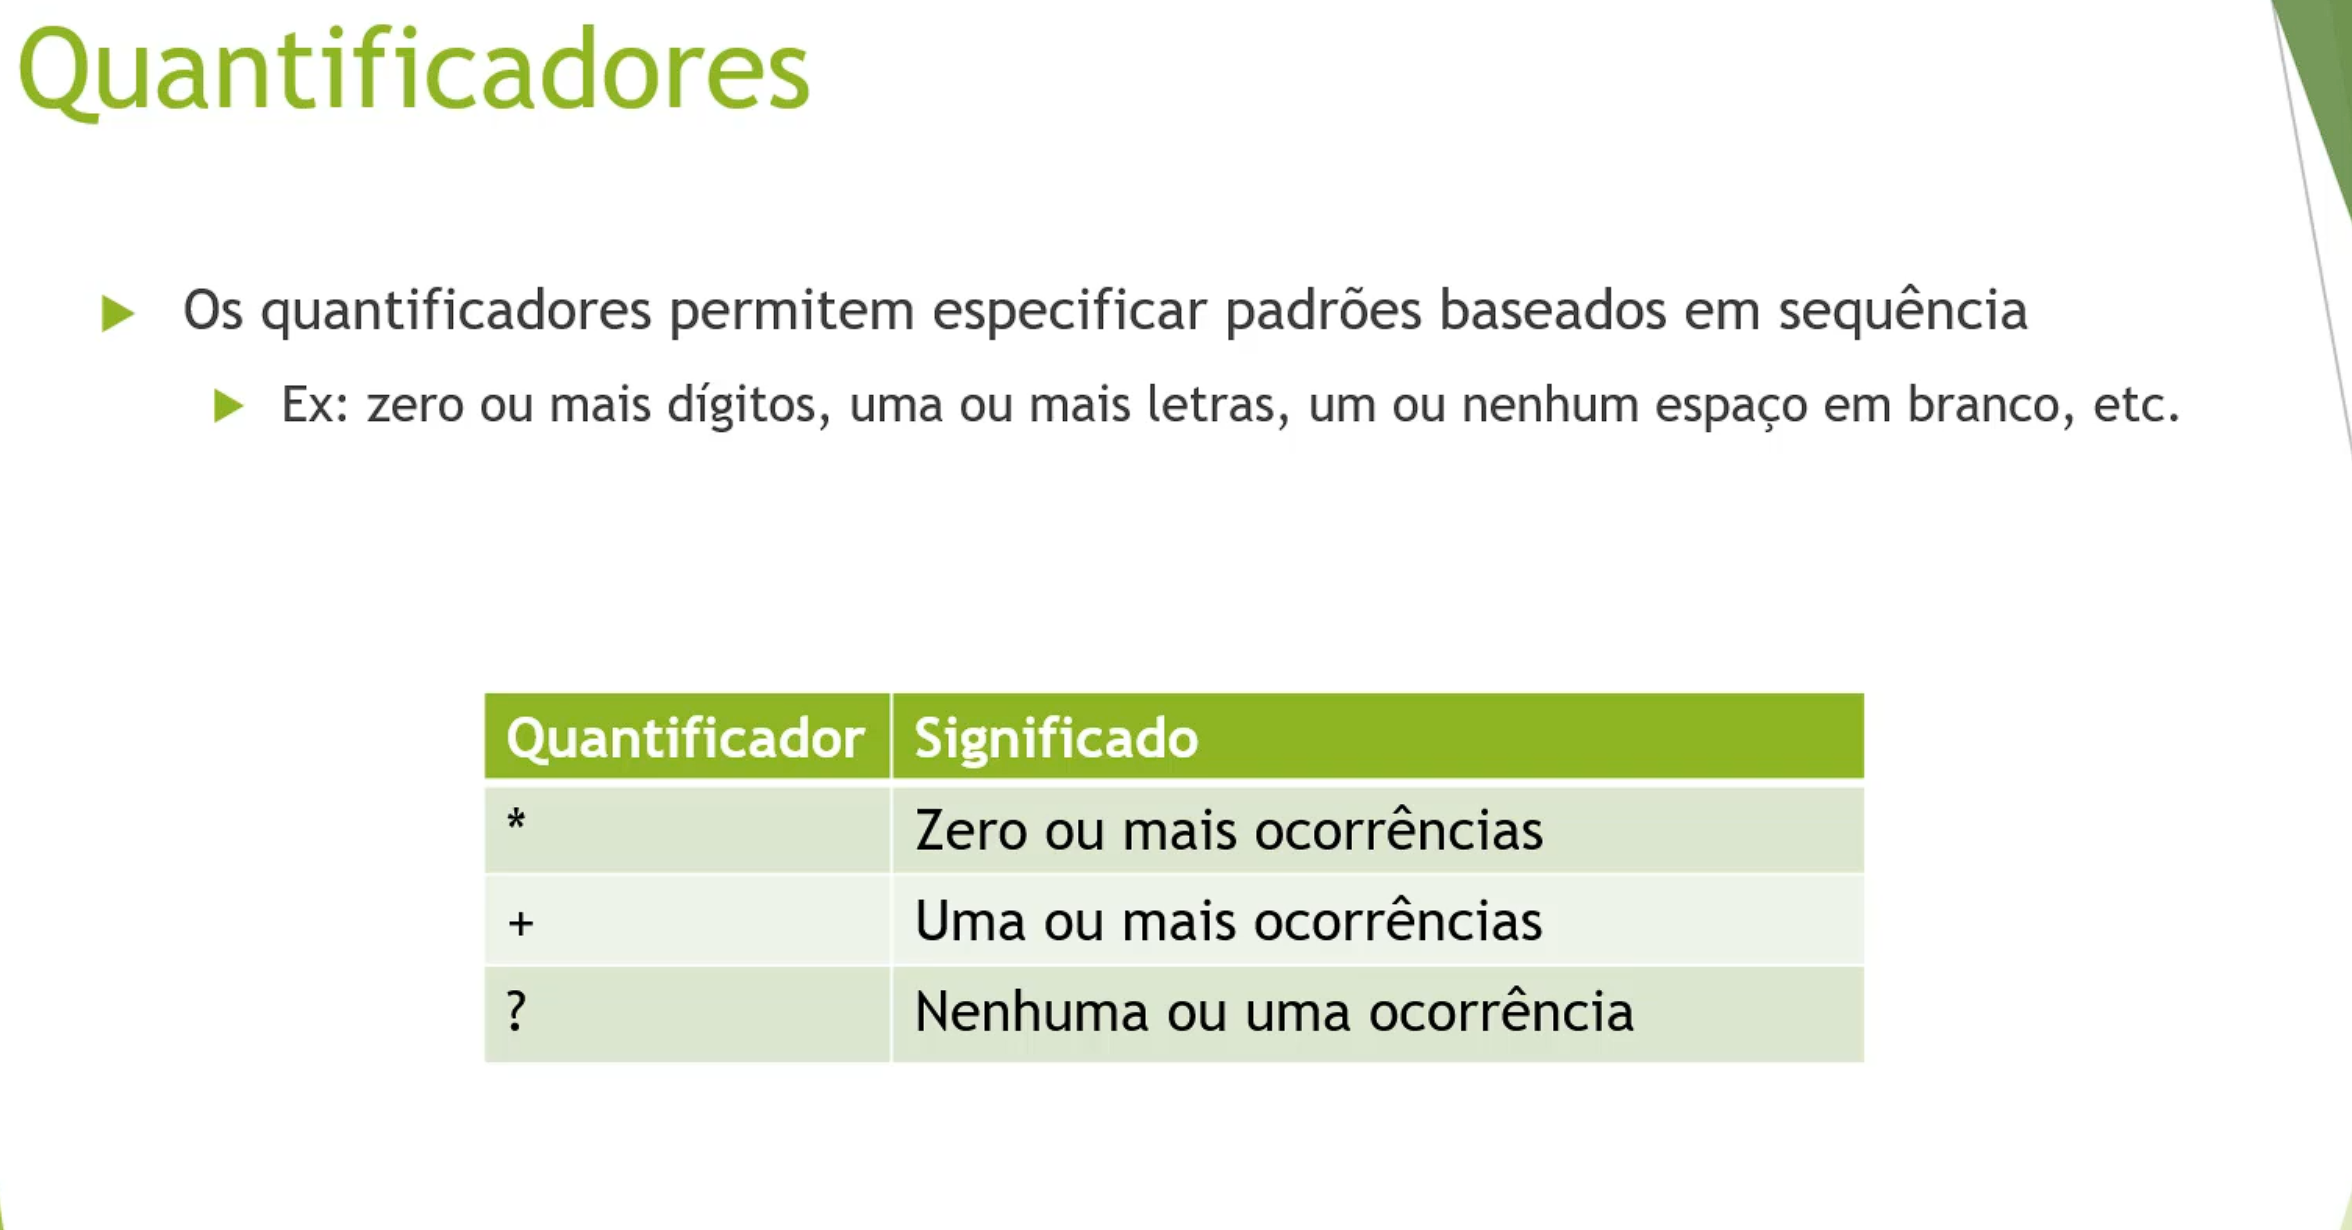 Quantificadores
Os quantificadores permitem especificar padrões baseados em sequência
Ex: zero ou mais dígitos, uma ou mais letras, um ou nenhum espaço em branco, etc.
Quantificador Significado
* Zero ou mais ocorrências
+ Uma ou mais ocorrências
? Nenhuma ou uma ocorrência